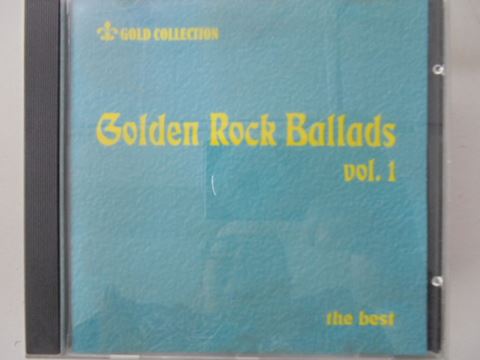 GOLD COLLECTION
Golden Rock Ballads
vol. 1
the best